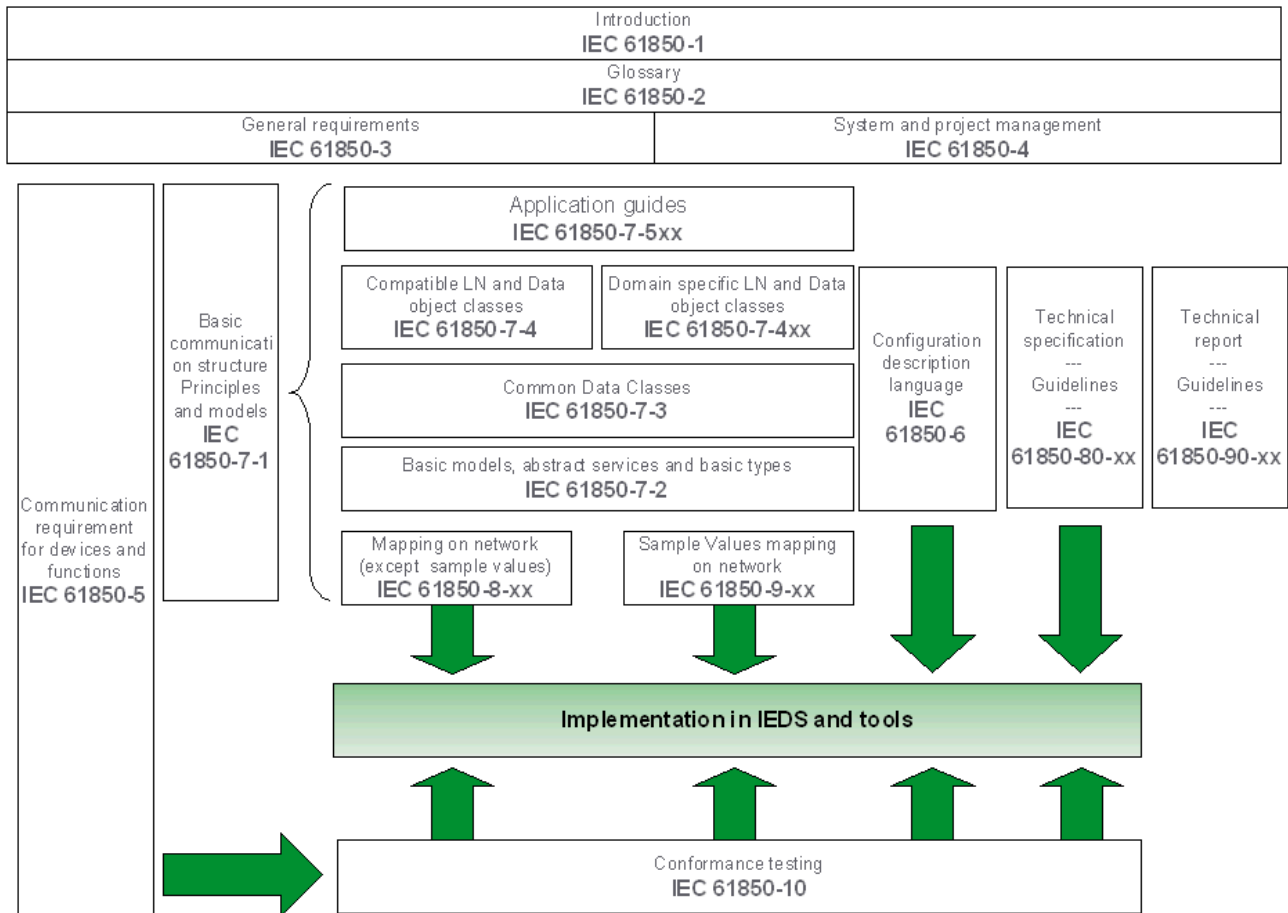 Introduction
IEC 61850-1
Glossary
IEC 61850-2
General requirements
IEC 61850-3
System and project management
IEC 61850-4
Communication
requirement
for devices and
functions
IEC 61850-5
Basic
communicati
on structure
Principles
and models
IEC
61850-7-1
Application guides
IEC 61850-7-5xx
Compatible LN and Data
object classes
IEC 61850-7-4
Domain specific LN and Data
object classes
IEC 61850-7-4xx
Common Data Classes
IEC 61850-7-3
Basic models, abstract services and basic types
IEC 61850-7-2
Mapping on network
(except sample values)
IEC 61850-8-xx
Sample Values mapping
on network
IEC 61850-9-xx
Configuration
description
language
IEC
61850-6
Technical
specification
---
Guidelines
---
IEC
61850-80-xx
Technical
report
---
Guidelines
---
IEC
61850-90-xx
Implementation in IEDS and tools
Conformance testing
IEC 61850-10